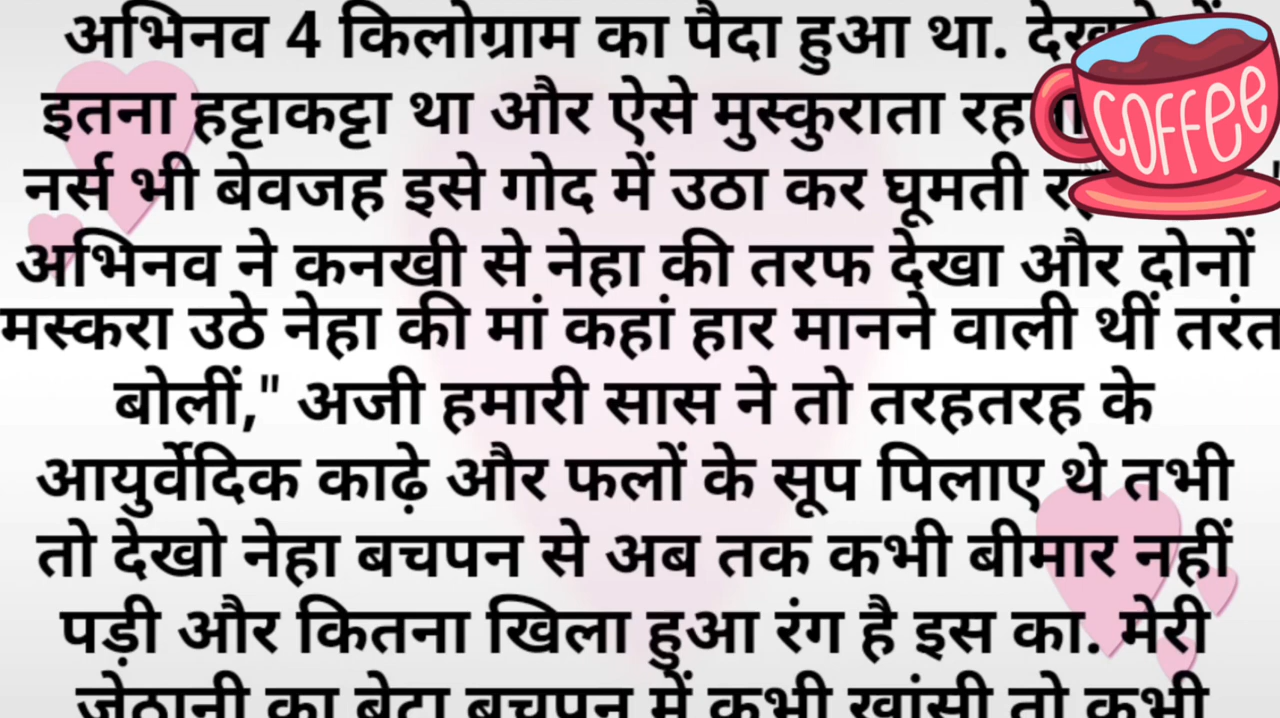 अभिनव 4 किलोग्राम का पैदा हुआ था.
इतना हट्टाकट्टा था और ऐसे मुस्कुराता
नर्स भी बेवजह इसे गोद में उठा कर घूमती
अभिनव ने कनखी से नेहा की तरफ देखा और दोनों
मस्करा उठे नेहा की मां कहां हार मानने वाली थीं तरंत
बोलीं," अजी हमारी सास ने तो तरहतरह के
आयुर्वेदिक काढ़े और फलों के सूप पिलाए थे तभी
तो देखो नेहा बचपन से अब तक कभी बीमार नहीं
पड़ी और कितना खिला हुआ रंग है इस का. मेरी
जेठानी का बेटा बचपन में कभी खांसी तो कभी
COFFee